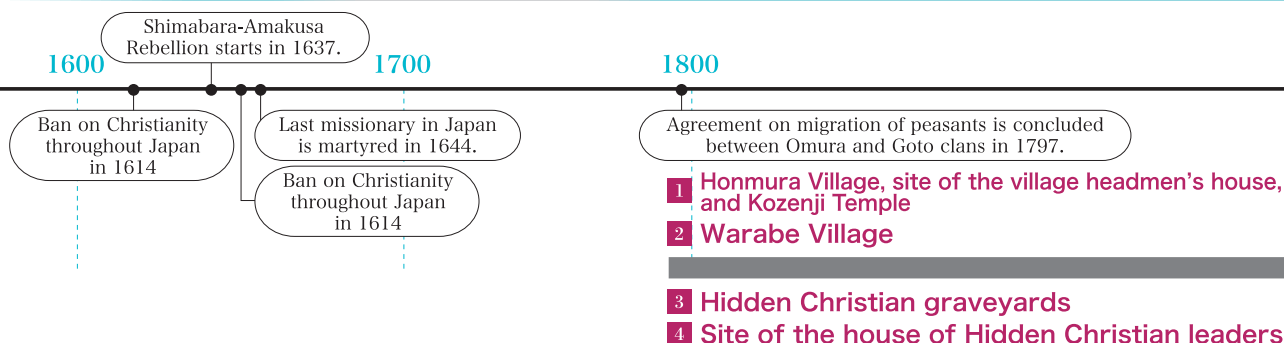 Shimabara-Amakusa
Rebellion starts in 1637.
1600
1700
1800
Ban on Christianity
throughout Japan
in 1614
Last missionary in Japan
is martyred in 1644.
Ban on Christianity
throughout Japan
in 1614
Agreement on migration of peasants is concluded
between Omura and Goto clans in 1797.
1 Honmura Village, site of the village headmen's house,
and Kozenji Temple
2 Warabe Village
3 Hidden Christian graveyards
4 Site of the house of Hidden Christian leaders